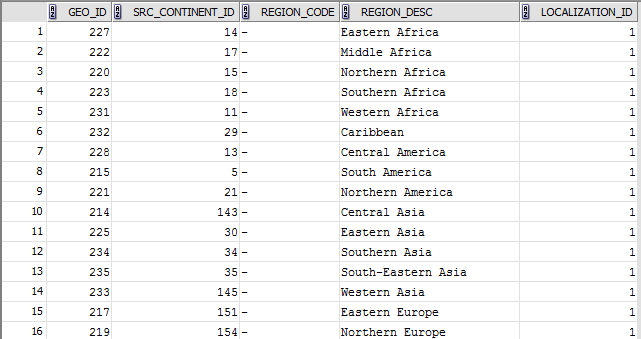 GEO_ID SRC_CONTINENT_ID REGION_CODE REGION_DESC LOCALIZATION_ID
1 227 14 - Eastern Africa 1
2 222 17 - Middle Africa 1
3 220 15 - Northern Africa 1
4 223 18 - Southern Africa 1
5 231 11 - Western Africa 1
6 232 29 - Caribbean 1
7 228 13 - Central America 1
8 215 5 - South America 1
9 221 21 - Northern America 1
10 214 143 - Central Asia 1
11 225 30 - Eastern Asia 1
12 234 34 - Southern Asia 1
13 235 35 - South-Eastern Asia 1
14 233 145 - Western Asia 1
15 217 151 - Eastern Europe 1
16 219 154 - Northern Europe 1